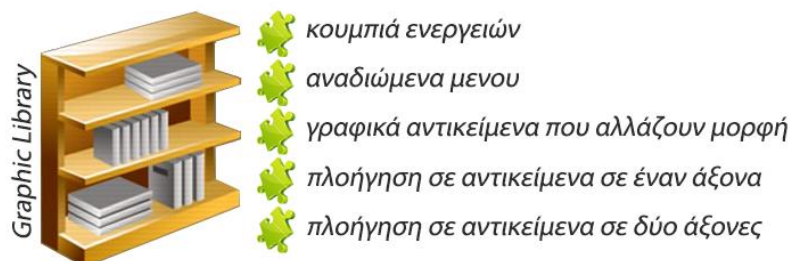 Graphic Library
κουμπιά ενεργειών
αναδιώμενα μενου
γραφικά αντικείμενα που αλλάζουν μορφή
πλοήγηση σε αντικείμενα σε έναν άξονα
πλοήγηση σε αντικείμενα σε δύο άξονες